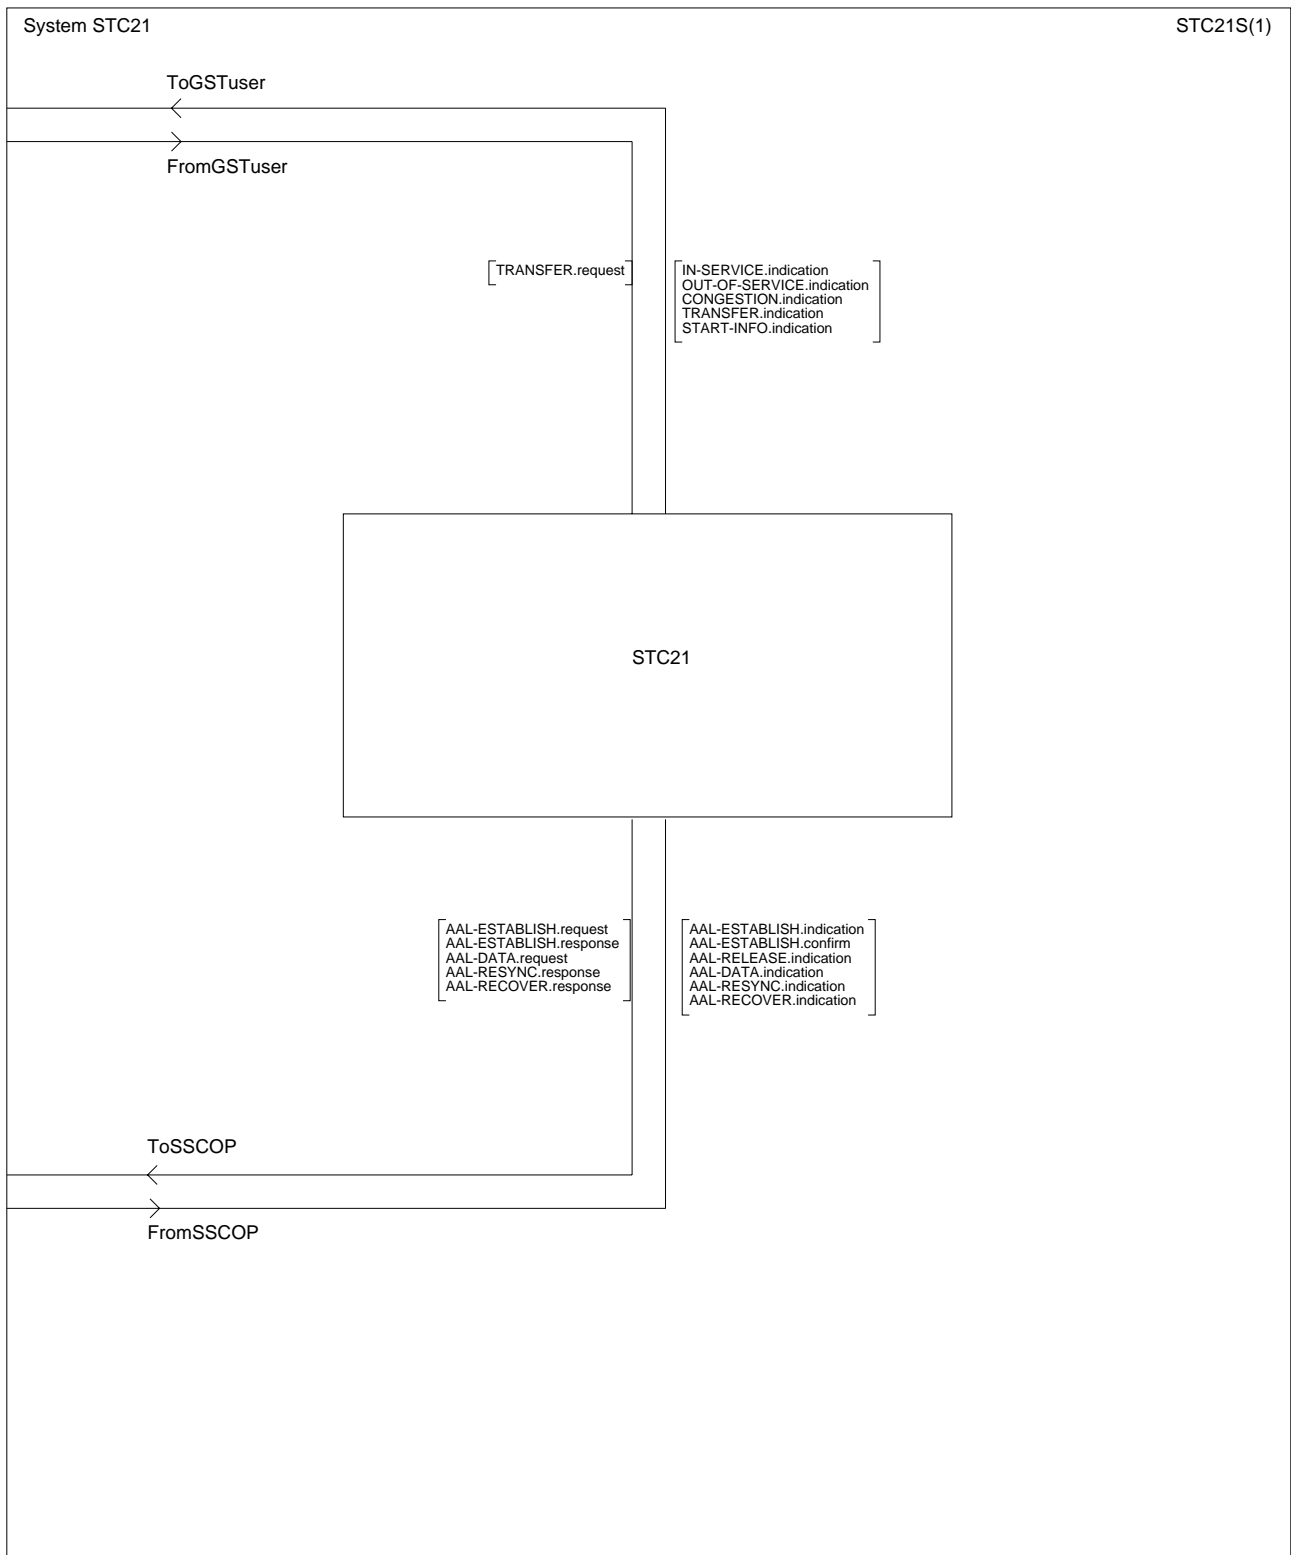 System STC21
STC21S(1)
ToGSTuser
FromGSTuser
TRANSFER.request
IN-SERVICE.indication
OUT-OF-SERVICE.indication
CONGESTION.indication
TRANSFER.indication
START-INFO.indication
STC21
AAL-ESTABLISH.request
AAL-ESTABLISH.response
AAL-DATA.request
AAL-RESYNC.response
AAL-RECOVER.response
AAL-ESTABLISH.indication
AAL-ESTABLISH.confirm
AAL-RELEASE.indication
AAL-DATA.indication
AAL-RESYNC.indication
AAL-RECOVER.indication
ToSSCOP
FromSSCOP